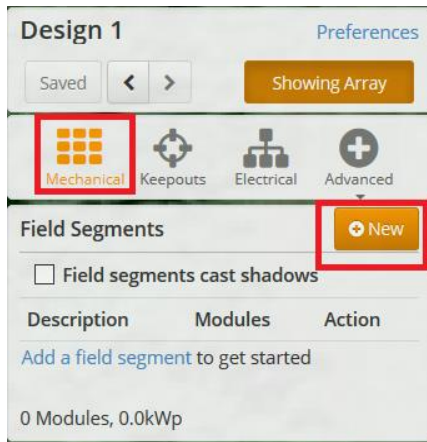 Design 1 Preferences
Saved Showing Array
Mechanical Keepouts Electrical Advanced
Field Segments New
Field segments cast shadows
Description Modules Action
Add a field segment to get started
0 Modules, 0.0kWp